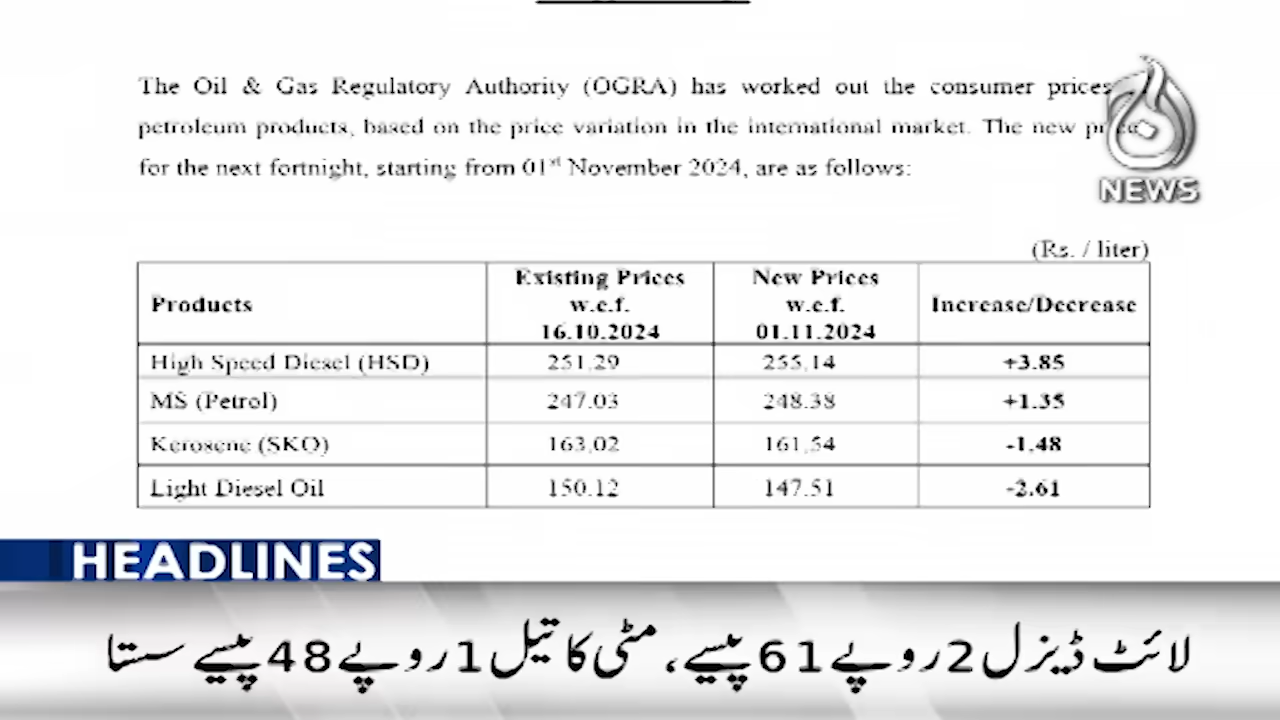 The Oil & Gas Regulatory Authority (OGRA) has worked out the consumer prices
petroleum products, based on the price variation in the international market. The new
for the next fortnight, starting from 01st November 2024, are as follows:
NEWS
(Rs. / liter)
Products | Existing Prices w.e.f. 16.10.2024 | New Prices w.e.f. 01.11.2024 | Increase/Decrease
High Speed Diesel (HSD) | 251.29 | 255.14 | +3.85
MS (Petrol) | 247.03 | 248.38 | +1.35
Kerosene (SKO) | 163.02 | 161.54 | -1.48
Light Diesel Oil | 150.12 | 147.51 | -2.61
HEADLINES
لائٹ ڈیزل 2 روپے 61 پیسے، مٹی کا تیل 1 روپے 48 پیسے سستا